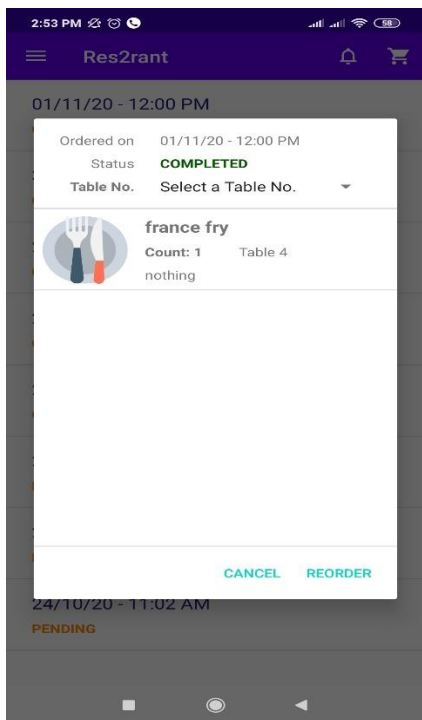 2:53 PM 58
Res2rant
01/11/20 - 12:00 PM
Ordered on 01/11/20 - 12:00 PM
Status COMPLETED
Table No. Select a Table No.
france fry
Count: 1 Table 4
nothing
CANCEL REORDER
24/10/20 - 11:02 AM
PENDING